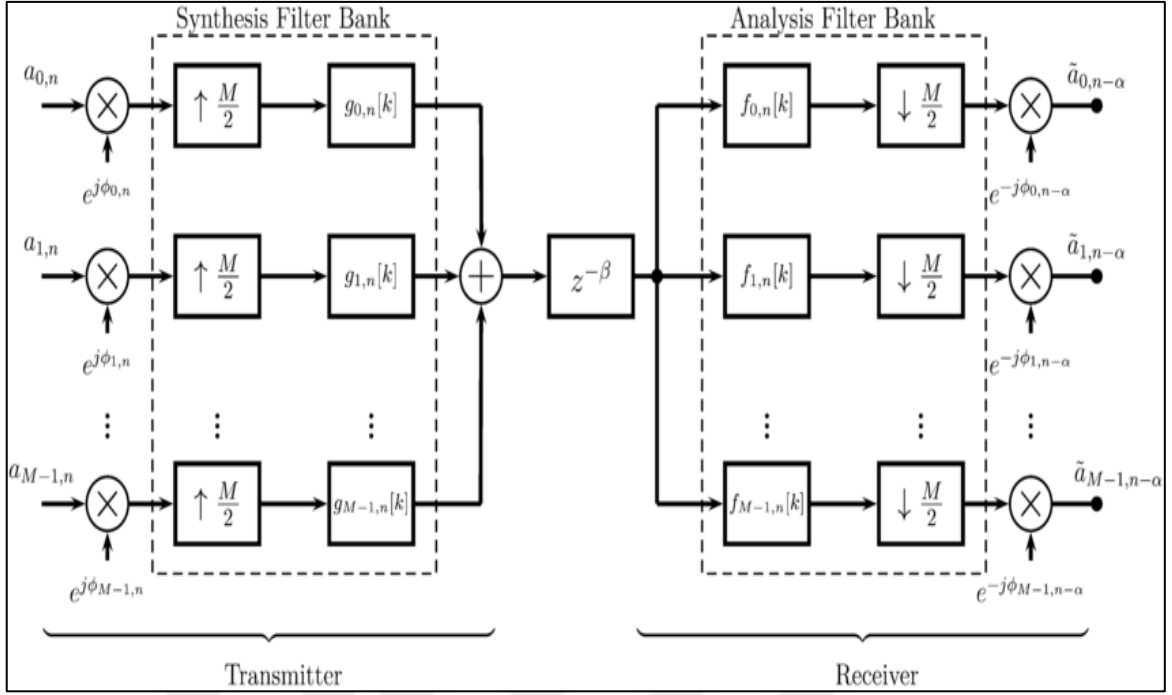 Synthesis Filter Bank
Analysis Filter Bank
a_{0,n}
↑ M/2
g_{0,n}[k]
f_{0,n}[k]
↓ M/2
ã_{0,n−α}
e^{jϕ_{0,n}}
e^{−jϕ_{0,n−α}}
a_{1,n}
↑ M/2
g_{1,n}[k]
z^{−β}
f_{1,n}[k]
↓ M/2
ã_{1,n−α}
e^{jϕ_{1,n}}
e^{−jϕ_{1,n−α}}
a_{M−1,n}
↑ M/2
g_{M−1,n}[k]
f_{M−1,n}[k]
↓ M/2
ã_{M−1,n−α}
e^{jϕ_{M−1,n}}
e^{−jϕ_{M−1,n−α}}
Transmitter
Receiver